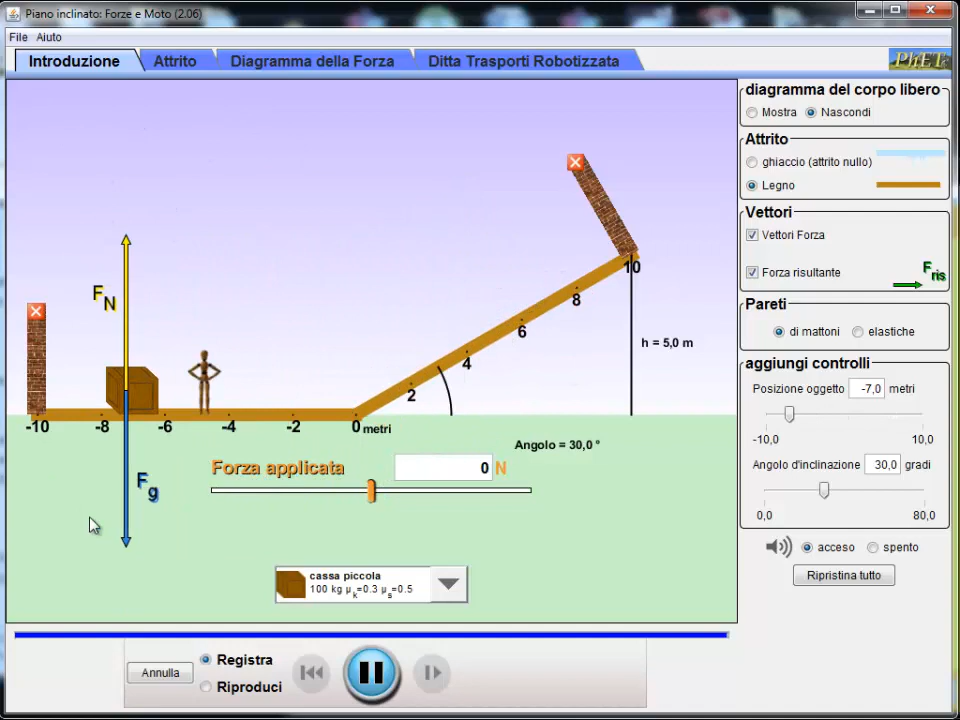 Piano inclinato: Forze e Moto (2.06)
File Aiuto
Introduzione Attrito Diagramma della Forza Ditta Trasporti Robotizzata
PhET
diagramma del corpo libero
Mostra Nascondi
Attrito
ghiaccio (attrito nullo)
Legno
Vettori
Vettori Forza
Forza risultante
Fris
Pareti
di mattoni elastiche
aggiungi controlli
Posizione oggetto -7,0 metri
-10,0 10,0
Angolo d'inclinazione 30,0 gradi
0,0 80,0
acceso spento
Ripristina tutto
FN
Fg
10
8
6
4
2
h = 5,0 m
-10 -8 -6 -4 -2 0 metri
Angolo = 30,0 °
Forza applicata 0 N
cassa piccola
100 kg μk=0.3 μs=0.5
Annulla
Registra
Riproduci